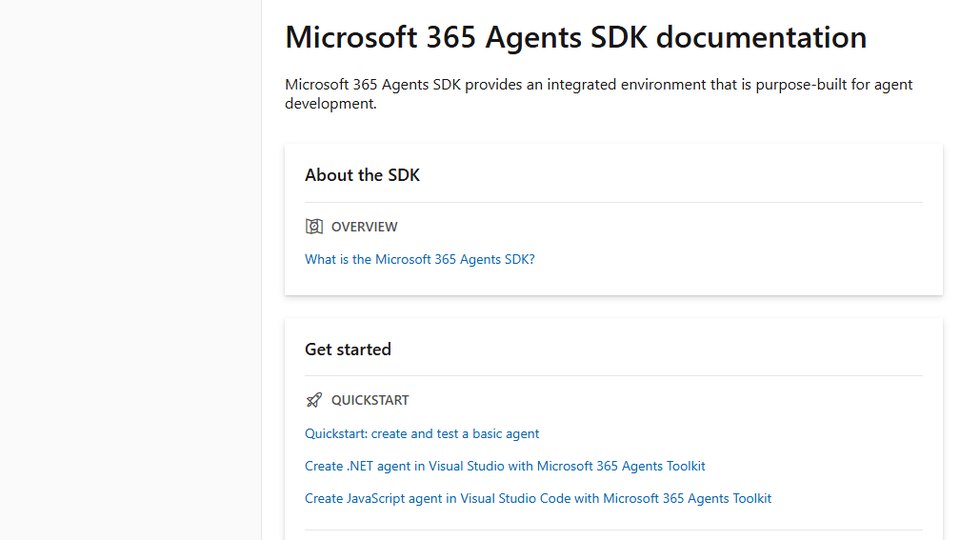 Microsoft 365 Agents SDK documentation
Microsoft 365 Agents SDK provides an integrated environment that is purpose-built for agent
development.
About the SDK
OVERVIEW
What is the Microsoft 365 Agents SDK?
Get started
QUICKSTART
Quickstart: create and test a basic agent
Create .NET agent in Visual Studio with Microsoft 365 Agents Toolkit
Create JavaScript agent in Visual Studio Code with Microsoft 365 Agents Toolkit